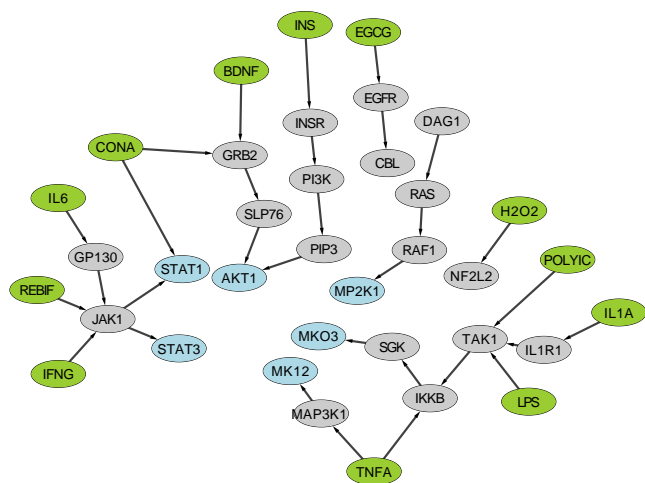 INS
EGCG
BDNF
EGFR
INSR
DAG1
CONA
GRB2
CBL
PI3K
RAS
IL6
SLP76
H2O2
GP130
PIP3
RAF1
STAT1
AKT1
NF2L2
POLYIC
REBIF
MP2K1
JAK1
IL1A
MKO3
SGK
TAK1
STAT3
IL1R1
IFNG
MK12
IKKB
LPS
MAP3K1
TNFA